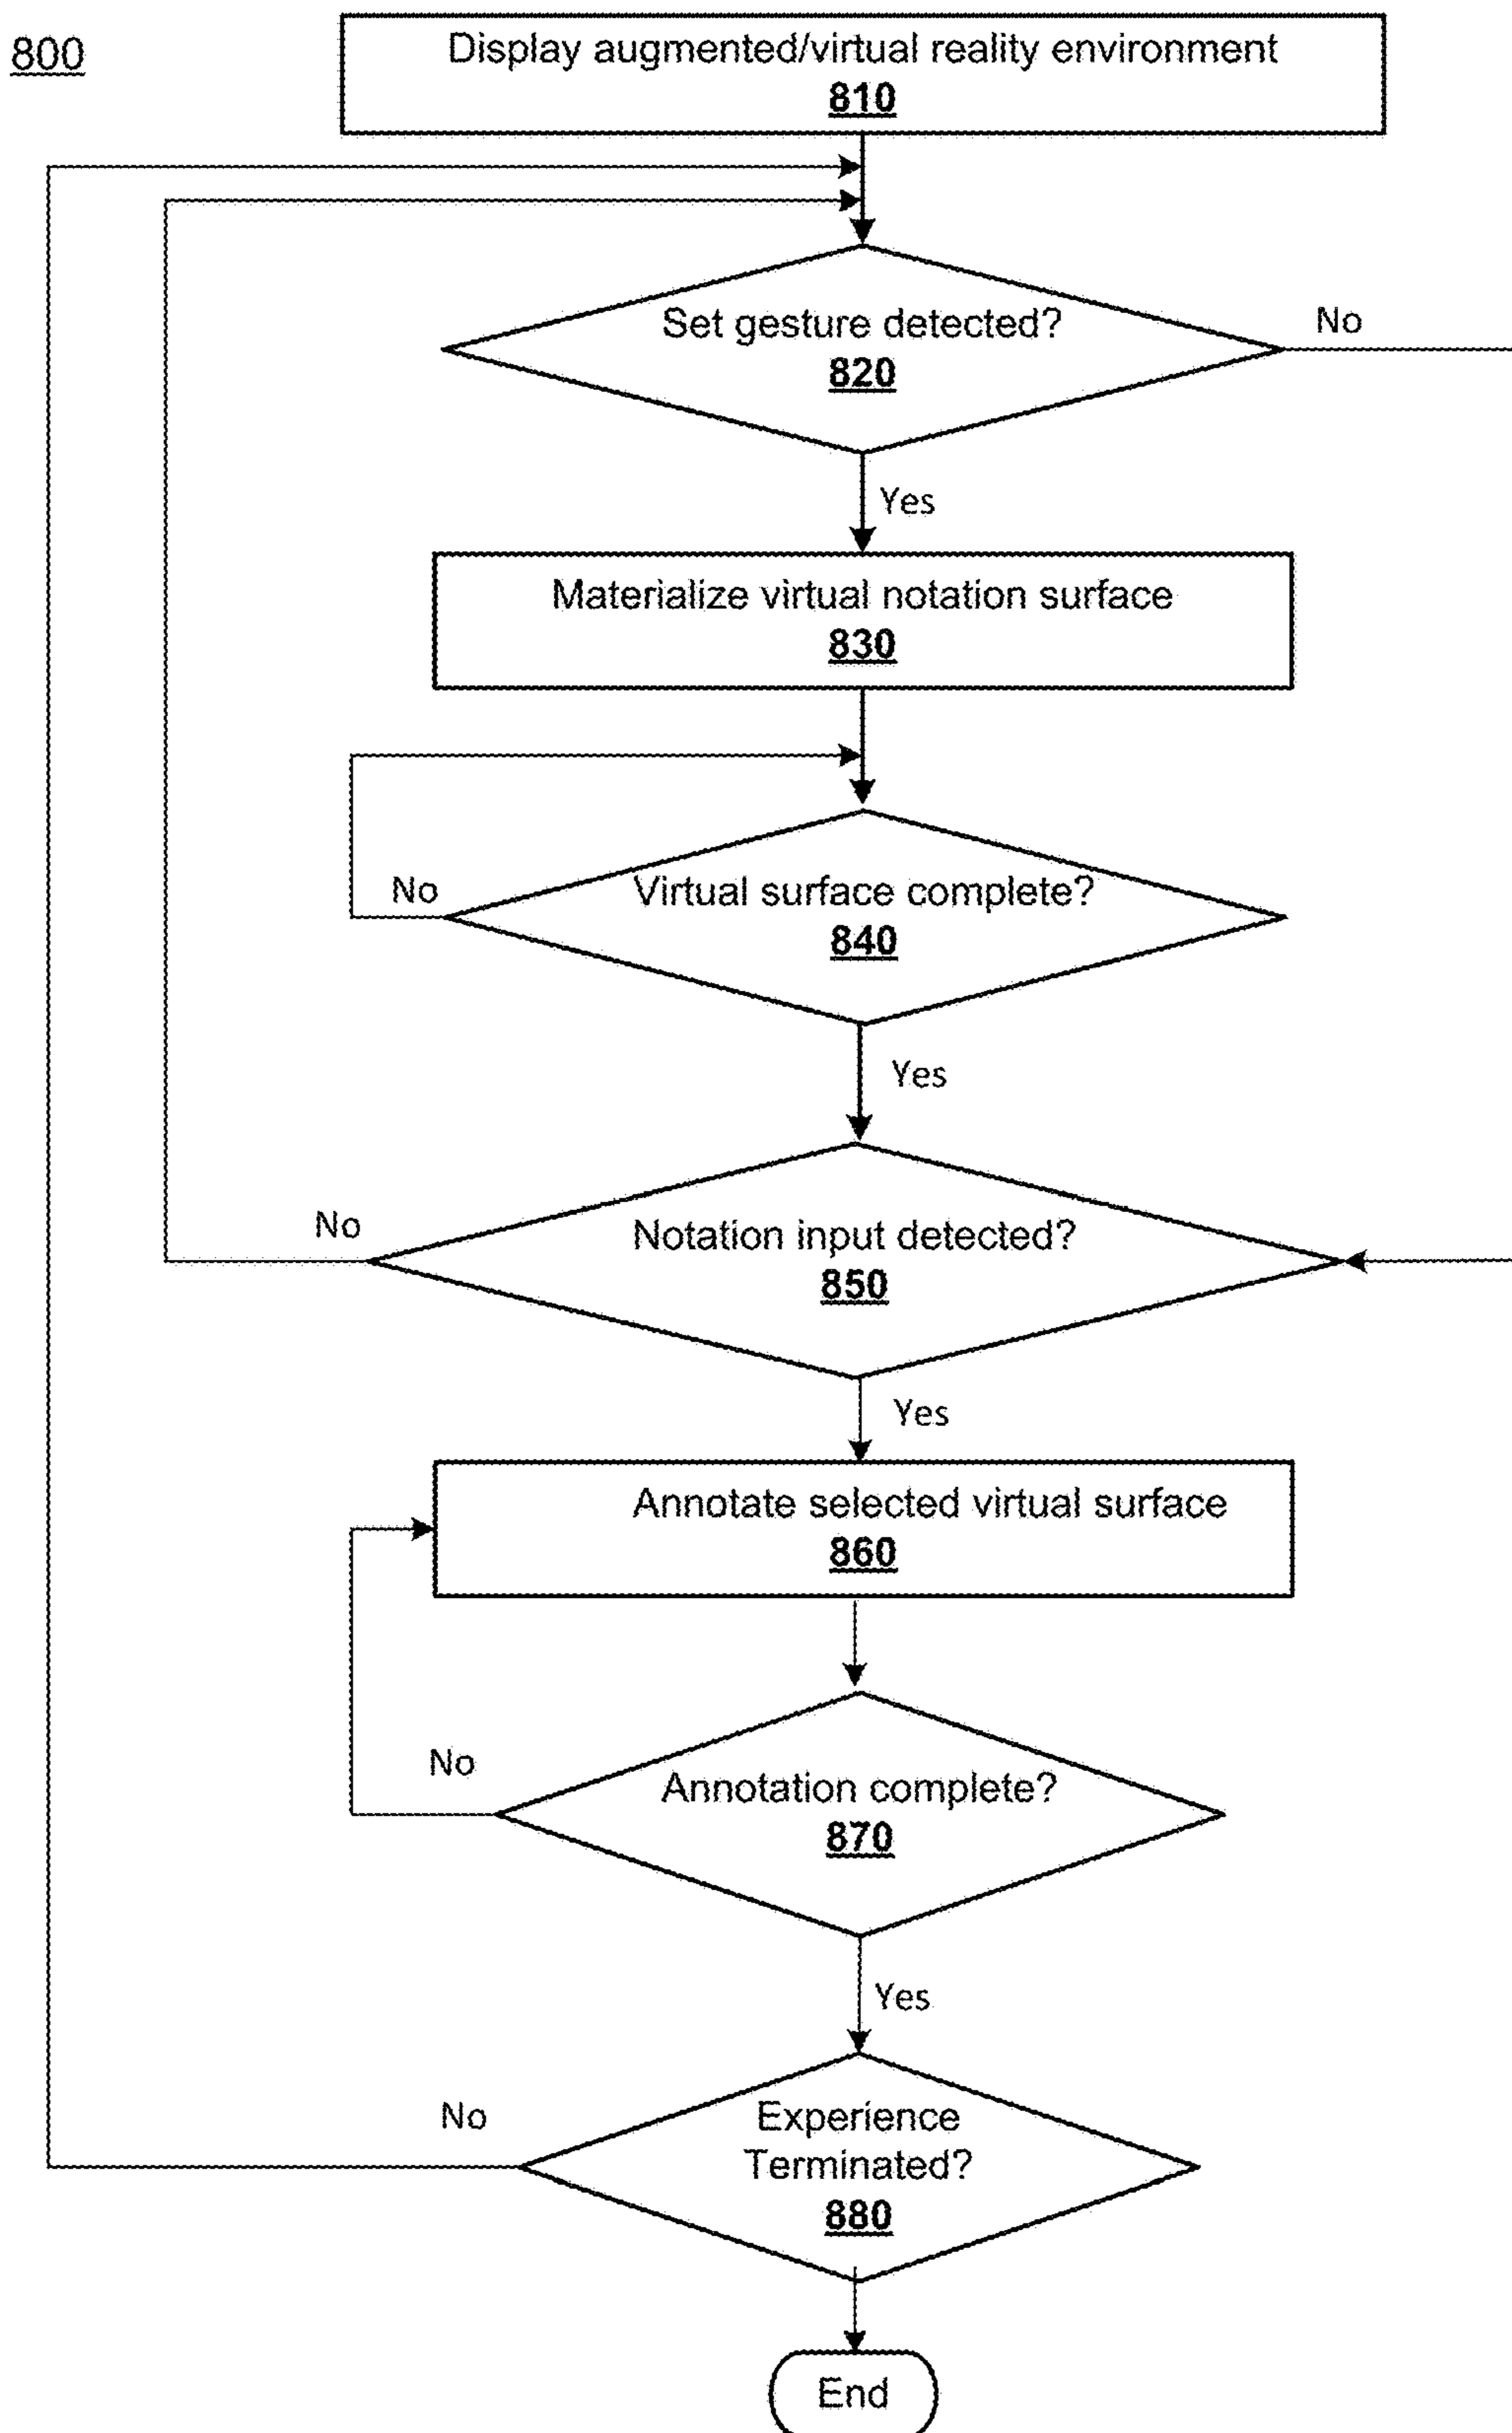 800
Display augmented/virtual reality environment
810
Set gesture detected?
820
No
Yes
Materialize virtual notation surface
830
No
Virtual surface complete?
840
Yes
No
Notation input detected?
850
Yes
Annotate selected virtual surface
860
No
Annotation complete?
870
Yes
No
Experience
Terminated?
880
End